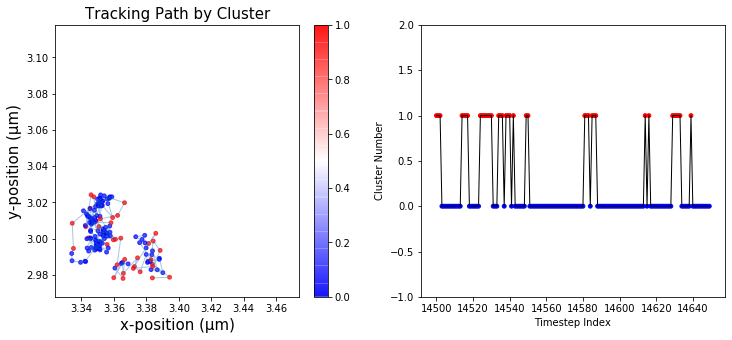 Tracking Path by Cluster
3.10
3.08
3.06
3.04
3.02
3.00
2.98
y-position (μm)
3.34 3.36 3.38 3.40 3.42 3.44 3.46
x-position (μm)
1.0
0.8
0.6
0.4
0.2
0.0
2.0
1.5
1.0
0.5
0.0
−0.5
−1.0
Cluster Number
14500 14520 14540 14560 14580 14600 14620 14640
Timestep Index